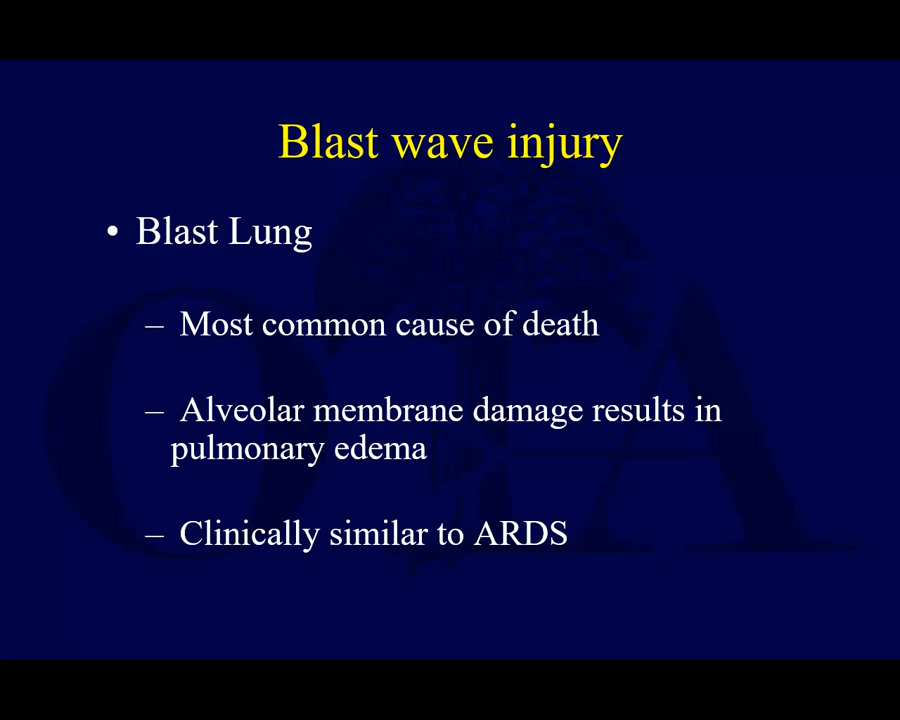 Blast wave injury
• Blast Lung
– Most common cause of death
– Alveolar membrane damage results in
pulmonary edema
– Clinically similar to ARDS
OTA